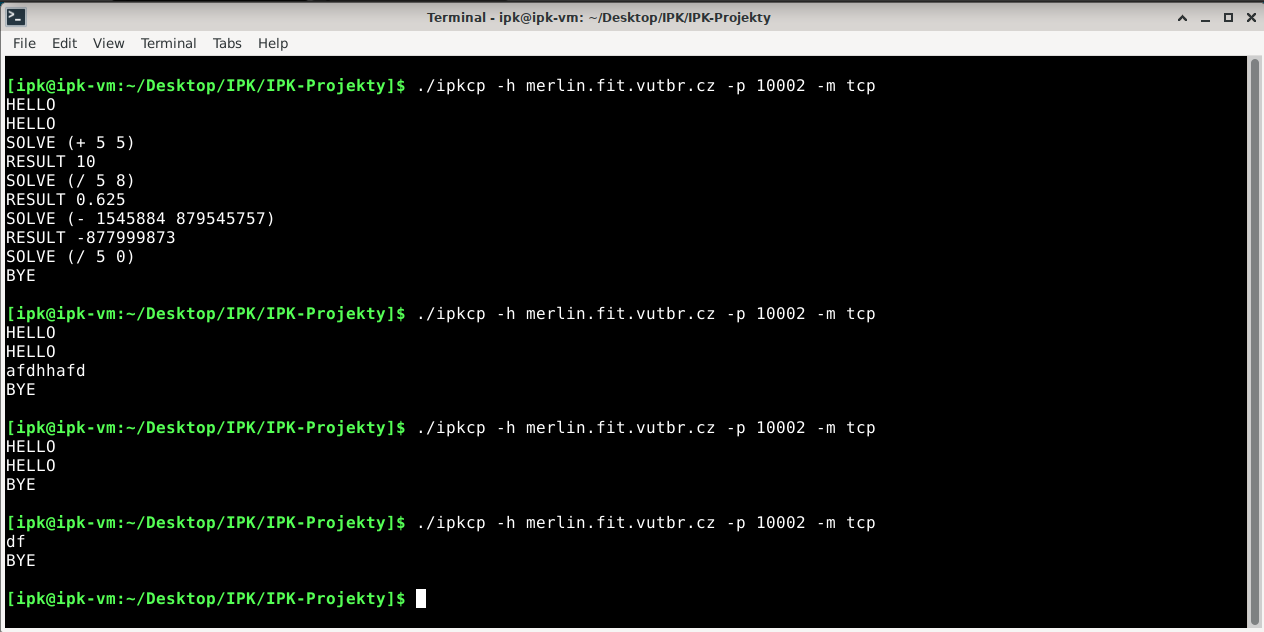 Terminal - ipk@ipk-vm: ~/Desktop/IPK/IPK-Projekty
File Edit View Terminal Tabs Help
[ipk@ipk-vm:~/Desktop/IPK/IPK-Projekty]$ ./ipkcp -h merlin.fit.vutbr.cz -p 10002 -m tcp
HELLO
HELLO
SOLVE (+ 5 5)
RESULT 10
SOLVE (/ 5 8)
RESULT 0.625
SOLVE (- 1545884 879545757)
RESULT -877999873
SOLVE (/ 5 0)
BYE
[ipk@ipk-vm:~/Desktop/IPK/IPK-Projekty]$ ./ipkcp -h merlin.fit.vutbr.cz -p 10002 -m tcp
HELLO
HELLO
afdhhafd
BYE
[ipk@ipk-vm:~/Desktop/IPK/IPK-Projekty]$ ./ipkcp -h merlin.fit.vutbr.cz -p 10002 -m tcp
HELLO
HELLO
BYE
[ipk@ipk-vm:~/Desktop/IPK/IPK-Projekty]$ ./ipkcp -h merlin.fit.vutbr.cz -p 10002 -m tcp
df
BYE
[ipk@ipk-vm:~/Desktop/IPK/IPK-Projekty]$